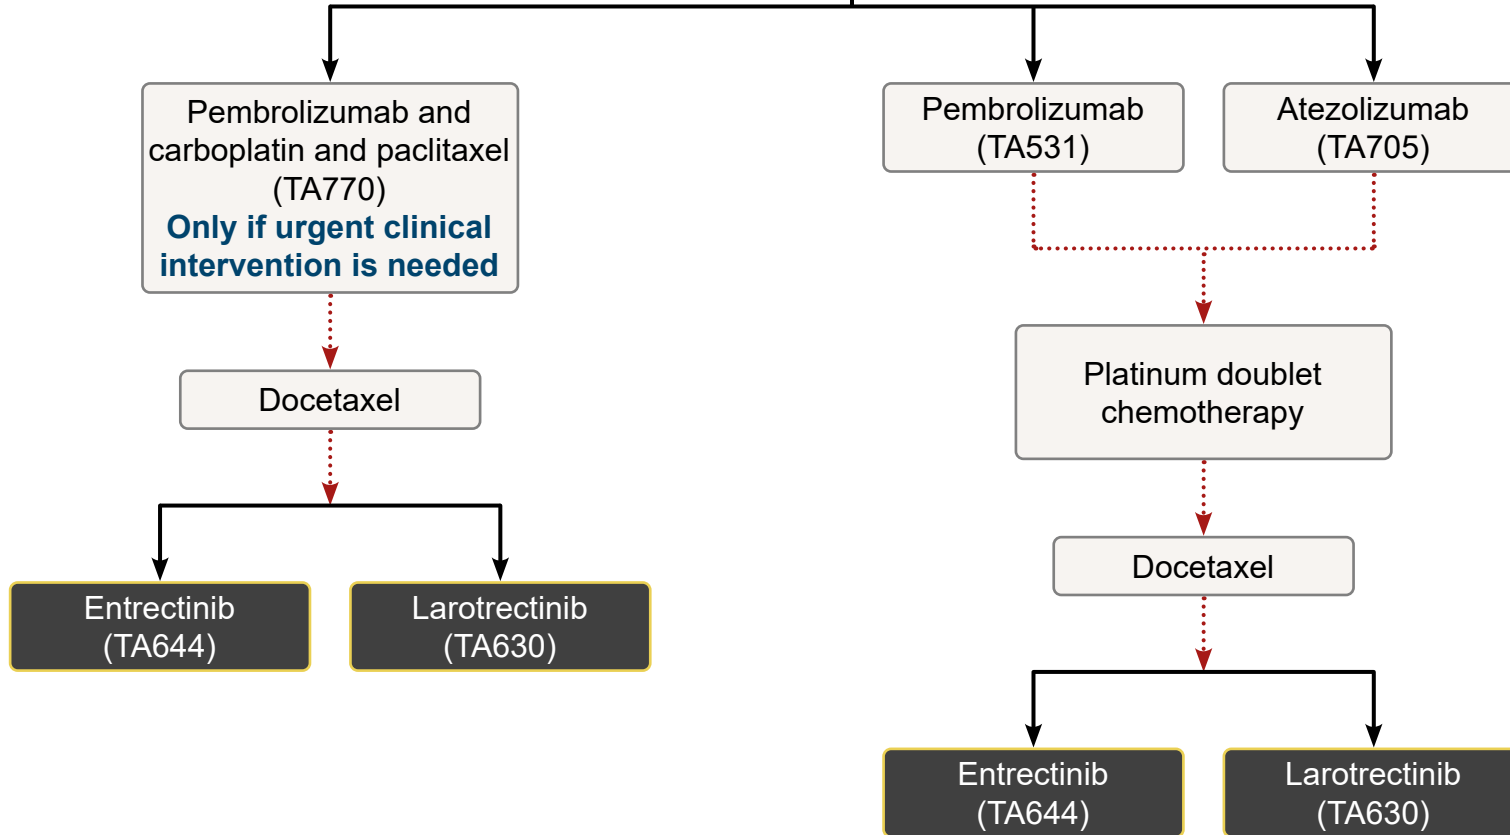 Pembrolizumab and
carboplatin and paclitaxel
(TA770)
Only if urgent clinical
intervention is needed
Docetaxel
Entrectinib
(TA644)
Larotrectinib
(TA630)
Pembrolizumab
(TA531)
Atezolizumab
(TA705)
Platinum doublet
chemotherapy
Docetaxel
Entrectinib
(TA644)
Larotrectinib
(TA630)